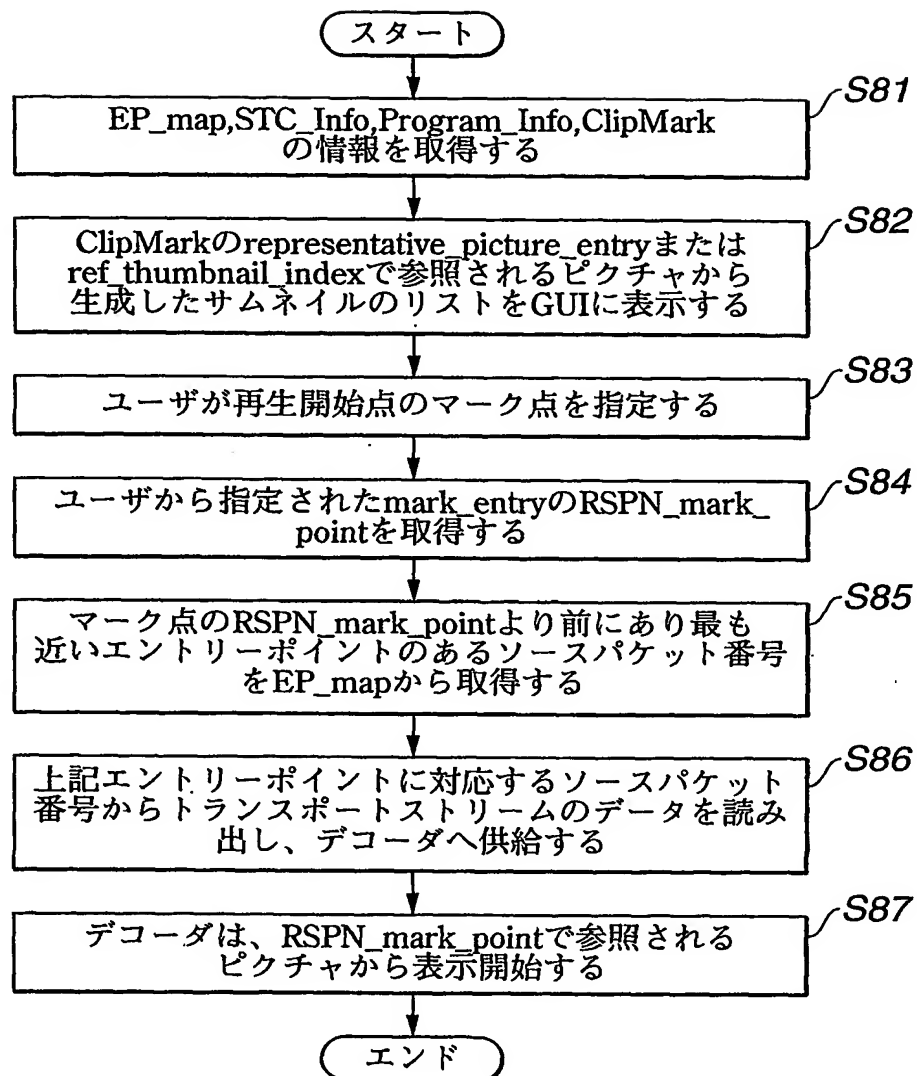 スタート
S81
EP_map,STC_Info,Program_Info,ClipMark
の情報を取得する
S82
ClipMarkのrepresentative_picture_entryまたは
ref_thumbnail_indexで参照されるピクチャから
生成したサムネイルのリストをGUIに表示する
S83
ユーザが再生開始点のマーク点を指定する
S84
ユーザから指定されたmark_entryのRSPN_mark_
pointを取得する
S85
マーク点のRSPN_mark_pointより前にあり最も
近いエントリーポイントのあるソースパケット番号
をEP_mapから取得する
S86
上記エントリーポイントに対応するソースパケット
番号からトランスポートストリームのデータを読み
出し、デコーダへ供給する
S87
デコーダは、RSPN_mark_pointで参照される
ピクチャから表示開始する
エンド